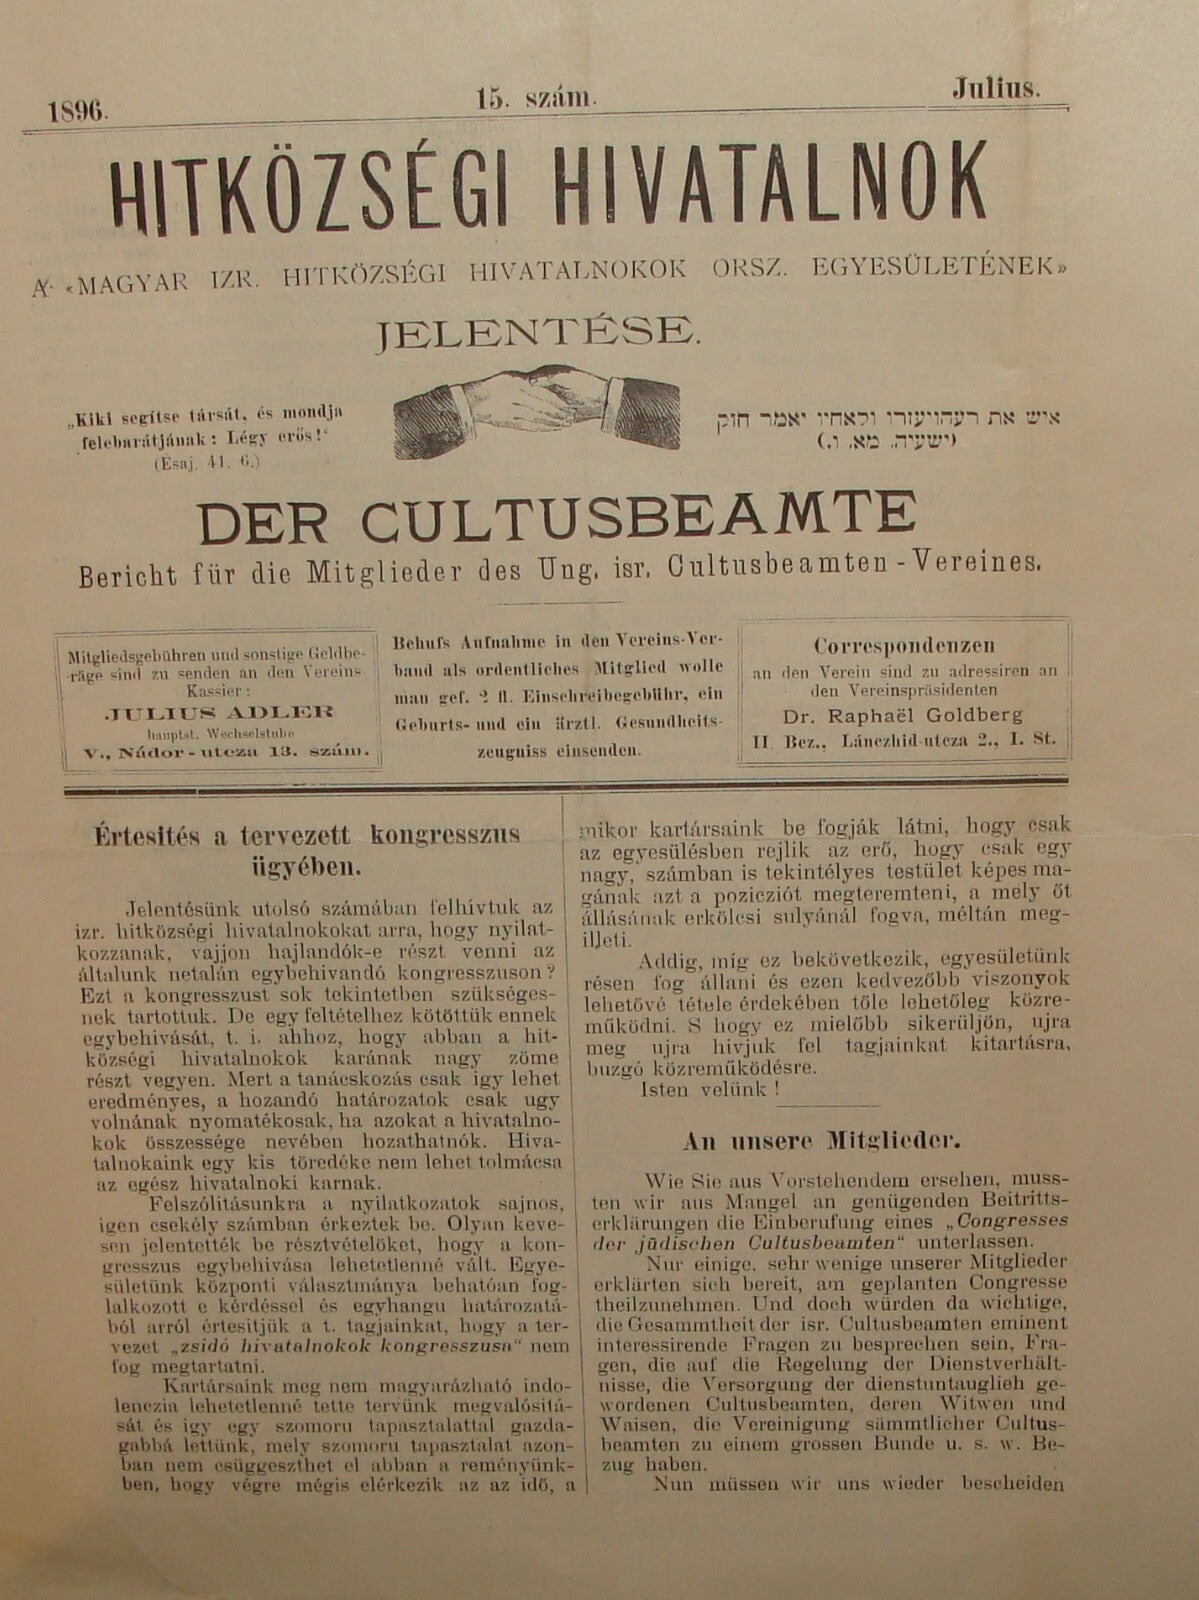 1896.
15. szám.
Julius.
HITKÖZSÉGI HIVATALNOK
A «MAGYAR IZR. HITKÖZSÉGI HIVATALNOKOK ORSZ. EGYESÜLETÉNEK»
JELENTÉSE.
„Kiki segítse társát, és mondja
felebarátjának: Légy erős!“
(Ésaj. 41. 6.)
איש את רעהויעזרו ולאחיו יאמר חזק
(ישעיה. מא. ו.)
DER CULTUSBEAMTE
Bericht für die Mitglieder des Ung. isr. Cultusbeamten-Vereines.
Mitgliedsgebühren und sonstige Geldbe-
räge sind zu senden an den Vereins-
Kassier:
JULIUS ADLER
hauptst. Wechselstube
V., Nádor-utcza 13. szám.
Behufs Aufnahme in den Vereins-Ver-
band als ordentliches Mitglied wolle
man gef. 2 fl. Einschreibegebühr, ein
Geburts- und ein ärztl. Gesundheits-
zeugniss einsenden.
Correspondenzen
an den Verein sind zu adressiren an
den Vereinspräsidenten
Dr. Raphaël Goldberg
II. Bez., Lánczhid-utcza 2., I. St.
Értesités a tervezett kongresszus
ügyében.
Jelentésünk utolsó számában felhívtuk az
izr. hitközségi hivatalnokokat arra, hogy nyilat-
kozzanak, vajjon hajlandók-e részt venni az
általunk netalán egybehivandó kongresszuson?
Ezt a kongresszust sok tekintetben szükséges-
nek tartottuk. De egy feltételhez kötöttük ennek
egybehivását, t. i. ahhoz, hogy abban a hit-
községi hivatalnokok karának nagy zöme
részt vegyen. Mert a tanácskozás csak igy lehet
eredményes, a hozandó határozatok csak ugy
volnának nyomatékosak, ha azokat a hivatalno-
kok összessége nevében hozathatnók. Hiva-
talnokaink egy kis töredéke nem lehet tolmácsa
az egész hivatalnoki karnak.
Felszólitásunkra a nyilatkozatok sajnos,
igen csekély számban érkeztek be. Olyan keve-
sen jelentették be résztvételöket, hogy a kon-
gresszus egybehivása lehetetlenné vált. Egye-
sületünk központi választmánya behatóan fog-
lalkozott e kérdéssel és egyhangu határozatá-
ból arról értesitjük a t. tagjainkat, hogy a ter-
vezet „zsidó hivatalnokok kongresszusa“ nem
fog megtartatni.
Kartársaink meg nem magyarázható indo-
lenczia lehetetlenné tette tervünk megvalósitá-
sát és igy egy szomoru tapasztalattal gazda-
gabbá lettünk, mely szomoru tapasztalat azon-
ban nem csüggeszthet el abban a reményünk-
ben, hogy végre mégis elérkezik az az idő, a
mikor kartársaink be fogják látni, hogy csak
az egyesülésben rejlik az erő, hogy csak egy
nagy, számban is tekintélyes testület képes ma-
gának azt a pozicziót megteremteni, a mely őt
állásának erkölcsi sulyánál fogva, méltán meg-
illeti.
Addig, míg ez bekövetkezik, egyesületünk
résen fog állani és ezen kedvezőbb viszonyok
lehetővé tétele érdekében tőle lehetőleg közre-
működni. S hogy ez mielőbb sikerüljön, ujra
meg ujra hivjuk fel tagjainkat kitartásra,
buzgó közreműködésre.
Isten velünk!
An unsere Mitglieder.
Wie Sie aus Vorstehendem ersehen, muss-
ten wir aus Mangel an genügenden Beitritts-
erklärungen die Einberufung eines „Congresses
der jüdischen Cultusbeamten“ unterlassen.
Nur einige, sehr wenige unserer Mitglieder
erklärten sich bereit, am geplanten Congresse
theilzunehmen. Und doch würden da wichtige,
die Gesammtheit der isr. Cultusbeamten eminent
interessirende Fragen zu besprechen sein, Fra-
gen, die auf die Regelung der Dienstverhält-
nisse, die Versorgung der dienstuntauglich ge-
wordenen Cultusbeamten, deren Witwen und
Waisen, die Vereinigung sämmtlicher Cultus-
beamten zu einem grossen Bunde u. s. w. Be-
zug haben.
Nun müssen wir uns wieder bescheiden